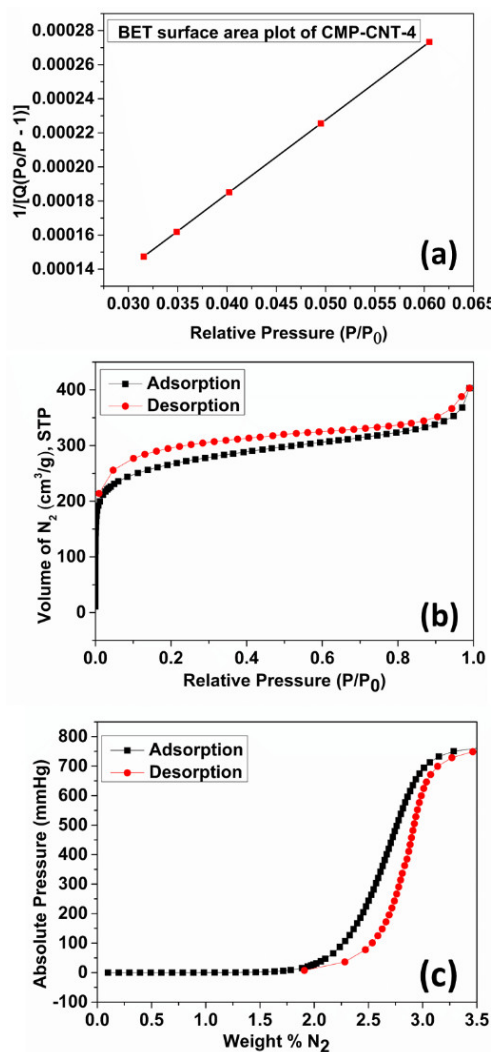 BET surface area plot of CMP-CNT-4
1/[Q(Po/P - 1)]
0.00028
0.00026
0.00024
0.00022
0.00020
0.00018
0.00016
0.00014
(a)
0.030 0.035 0.040 0.045 0.050 0.055 0.060 0.065
Relative Pressure (P/P0)
Adsorption
Desorption
Volume of N2 (cm3/g), STP
400
300
200
100
0
(b)
0.0 0.2 0.4 0.6 0.8 1.0
Relative Pressure (P/P0)
Adsorption
Desorption
Absolute Pressure (mmHg)
800
700
600
500
400
300
200
100
0
-100
(c)
0.0 0.5 1.0 1.5 2.0 2.5 3.0 3.5
Weight % N2